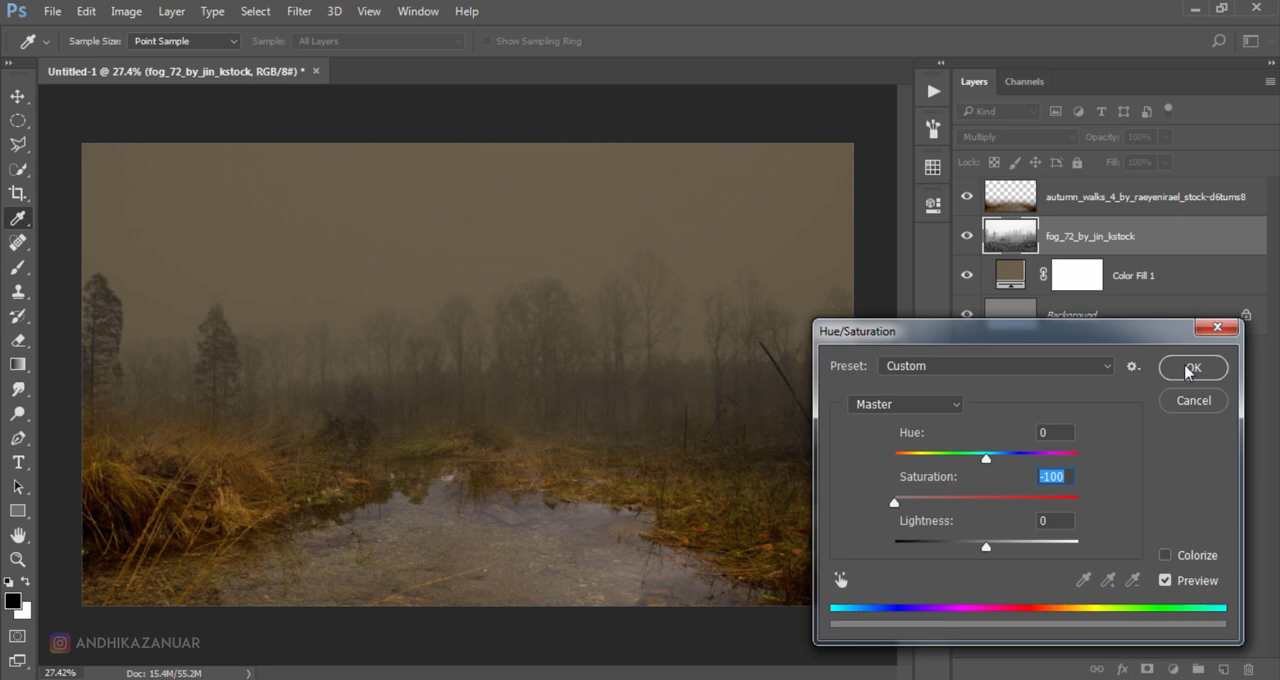 Ps File Edit Image Layer Type Select Filter 3D View Window Help
Sample Size: Point Sample Sample: All Layers Show Sampling Ring
Untitled-1 @ 27.4% (fog_72_by_jin_kstock, RGB/8#) * ×
Layers Channels
Kind
Multiply Opacity: 100%
Lock: Fill: 100%
autumn_walks_4_by_raeyenirael_stock-d6tums8
fog_72_by_jin_kstock
Color Fill 1
Background
Hue/Saturation
Preset: Custom
OK
Cancel
Master
Hue: 0
Saturation: -100
Lightness: 0
Colorize
Preview
ANDHIKAZANUAR
27.42% Doc: 15.4M/55.2M